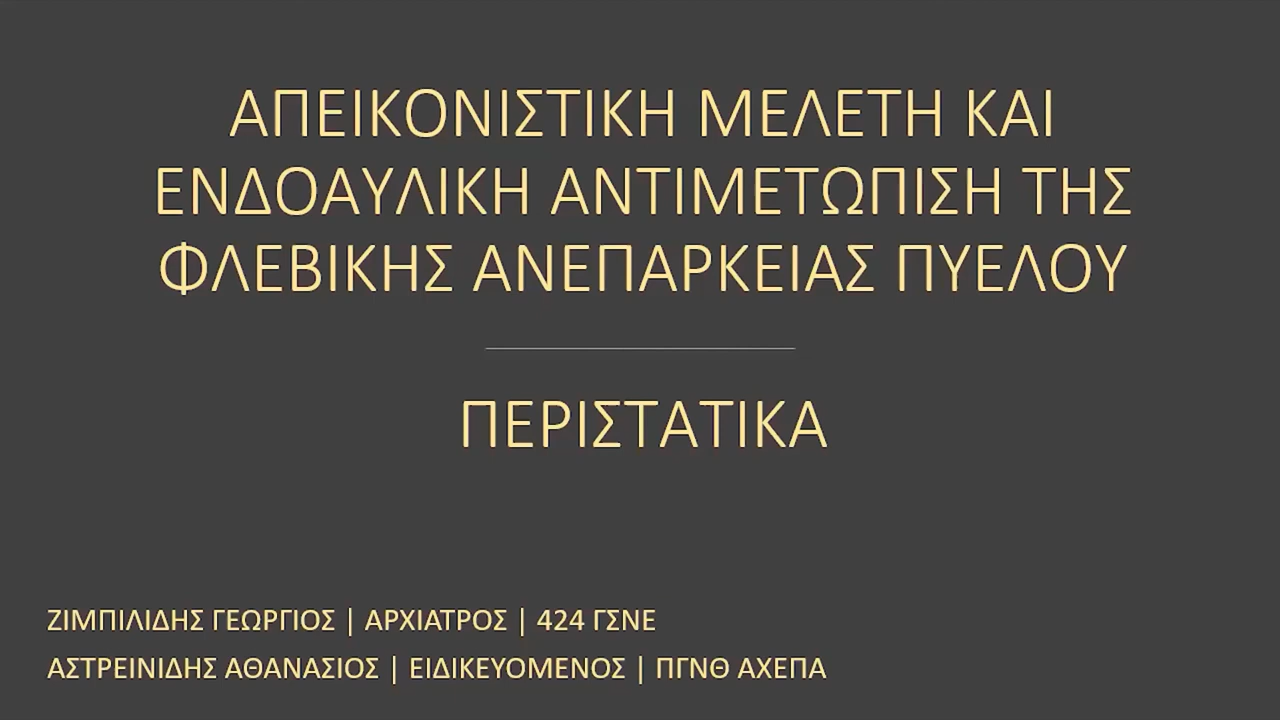 ΑΠΕΙΚΟΝΙΣΤΙΚΗ ΜΕΛΕΤΗ ΚΑΙ
ΕΝΔΟΑΥΛΙΚΗ ΑΝΤΙΜΕΤΩΠΙΣΗ ΤΗΣ
ΦΛΕΒΙΚΗΣ ΑΝΕΠΑΡΚΕΙΑΣ ΠΥΕΛΟΥ
ΠΕΡΙΣΤΑΤΙΚΑ
ΖΙΜΠΙΛΙΔΗΣ ΓΕΩΡΓΙΟΣ | ΑΡΧΙΑΤΡΟΣ | 424 ΓΣΝΕ
ΑΣΤΡΕΙΝΙΔΗΣ ΑΘΑΝΑΣΙΟΣ | ΕΙΔΙΚΕΥΟΜΕΝΟΣ | ΠΓΝΘ ΑΧΕΠΑ